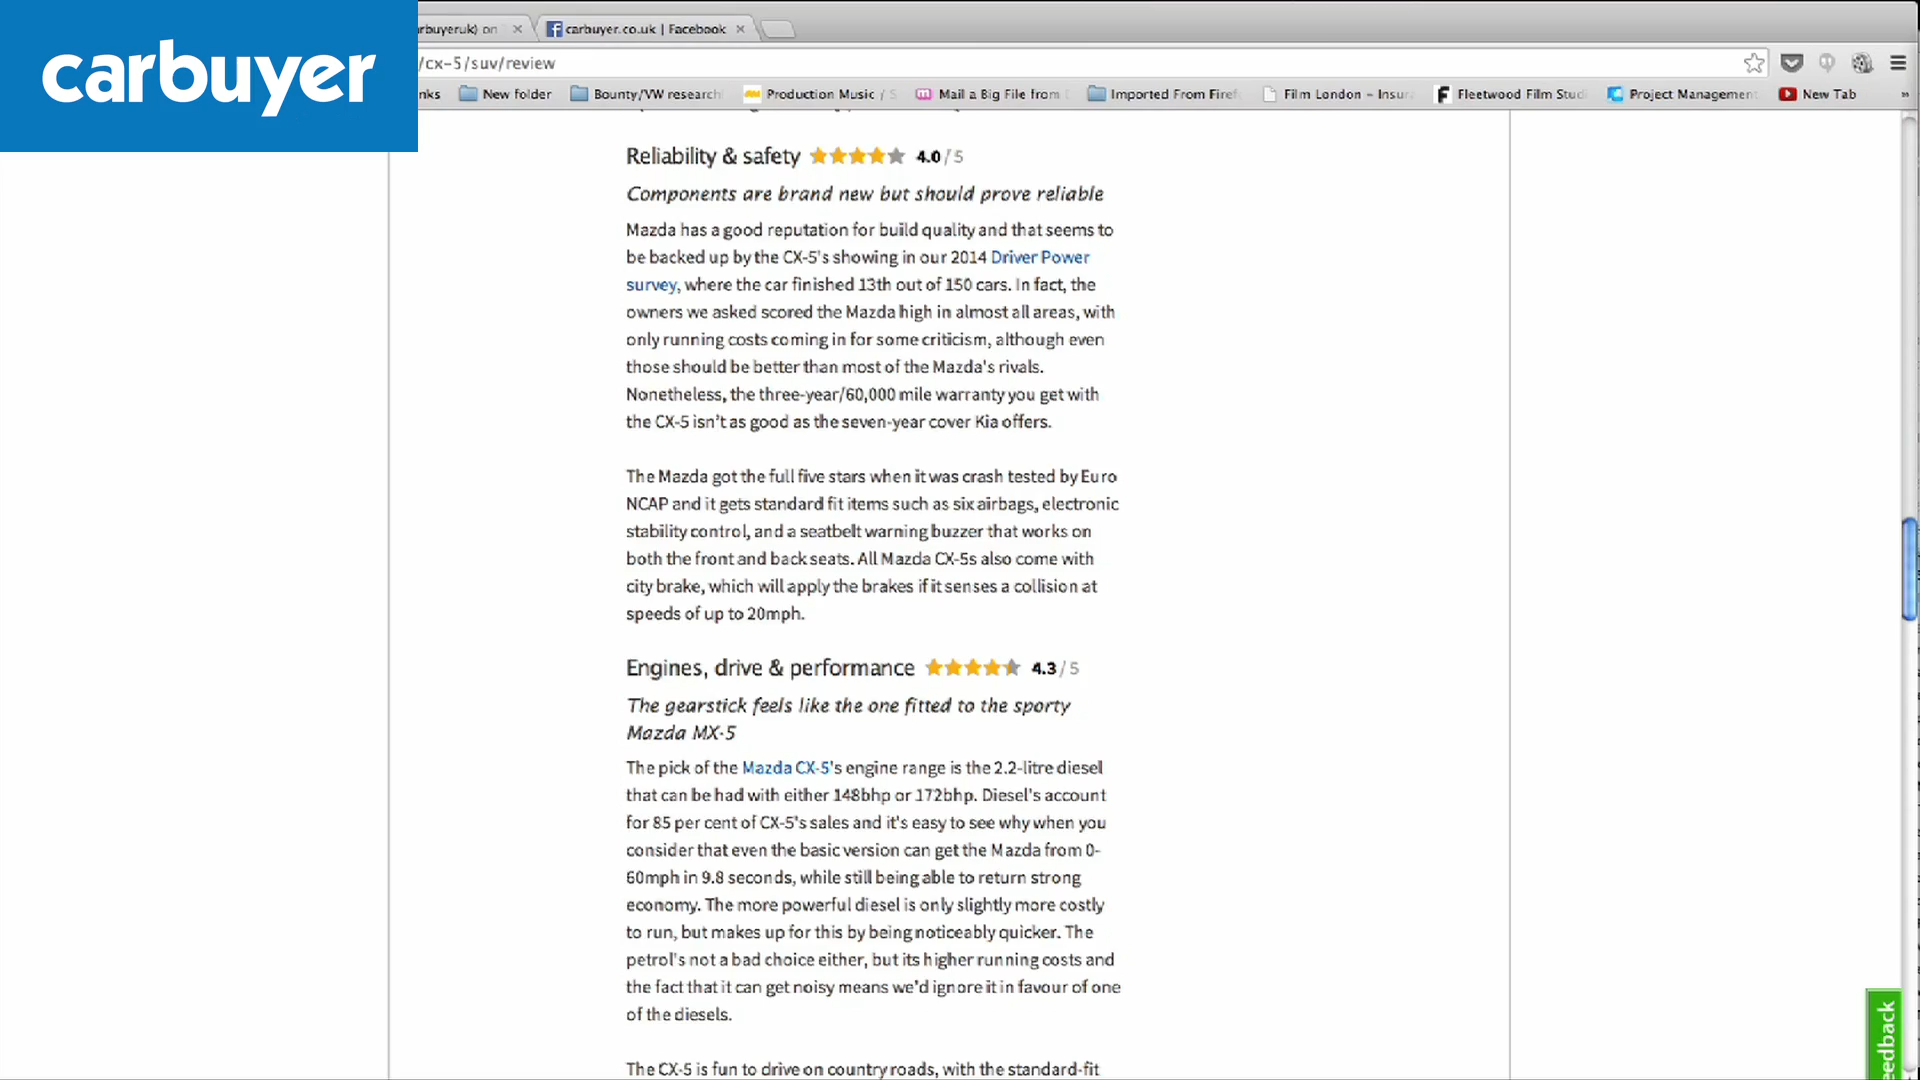 carbuyer
rbuyeruk) on
carbuyer.co.uk | Facebook
/cx-5/suv/review
nks
New folder
Bounty/VW research
Production Music / S
Mail a Big File from
Imported From Firef
Film London – Insur
Fleetwood Film Studi
Project Management
New Tab
Reliability & safety 4.0 / 5
Components are brand new but should prove reliable
Mazda has a good reputation for build quality and that seems to
be backed up by the CX-5's showing in our 2014 Driver Power
survey, where the car finished 13th out of 150 cars. In fact, the
owners we asked scored the Mazda high in almost all areas, with
only running costs coming in for some criticism, although even
those should be better than most of the Mazda's rivals.
Nonetheless, the three-year/60,000 mile warranty you get with
the CX-5 isn't as good as the seven-year cover Kia offers.
The Mazda got the full five stars when it was crash tested by Euro
NCAP and it gets standard fit items such as six airbags, electronic
stability control, and a seatbelt warning buzzer that works on
both the front and back seats. All Mazda CX-5s also come with
city brake, which will apply the brakes if it senses a collision at
speeds of up to 20mph.
Engines, drive & performance 4.3 / 5
The gearstick feels like the one fitted to the sporty
Mazda MX-5
The pick of the Mazda CX-5's engine range is the 2.2-litre diesel
that can be had with either 148bhp or 172bhp. Diesel's account
for 85 per cent of CX-5's sales and it's easy to see why when you
consider that even the basic version can get the Mazda from 0-
60mph in 9.8 seconds, while still being able to return strong
economy. The more powerful diesel is only slightly more costly
to run, but makes up for this by being noticeably quicker. The
petrol's not a bad choice either, but its higher running costs and
the fact that it can get noisy means we'd ignore it in favour of one
of the diesels.
The CX-5 is fun to drive on country roads, with the standard-fit
edback